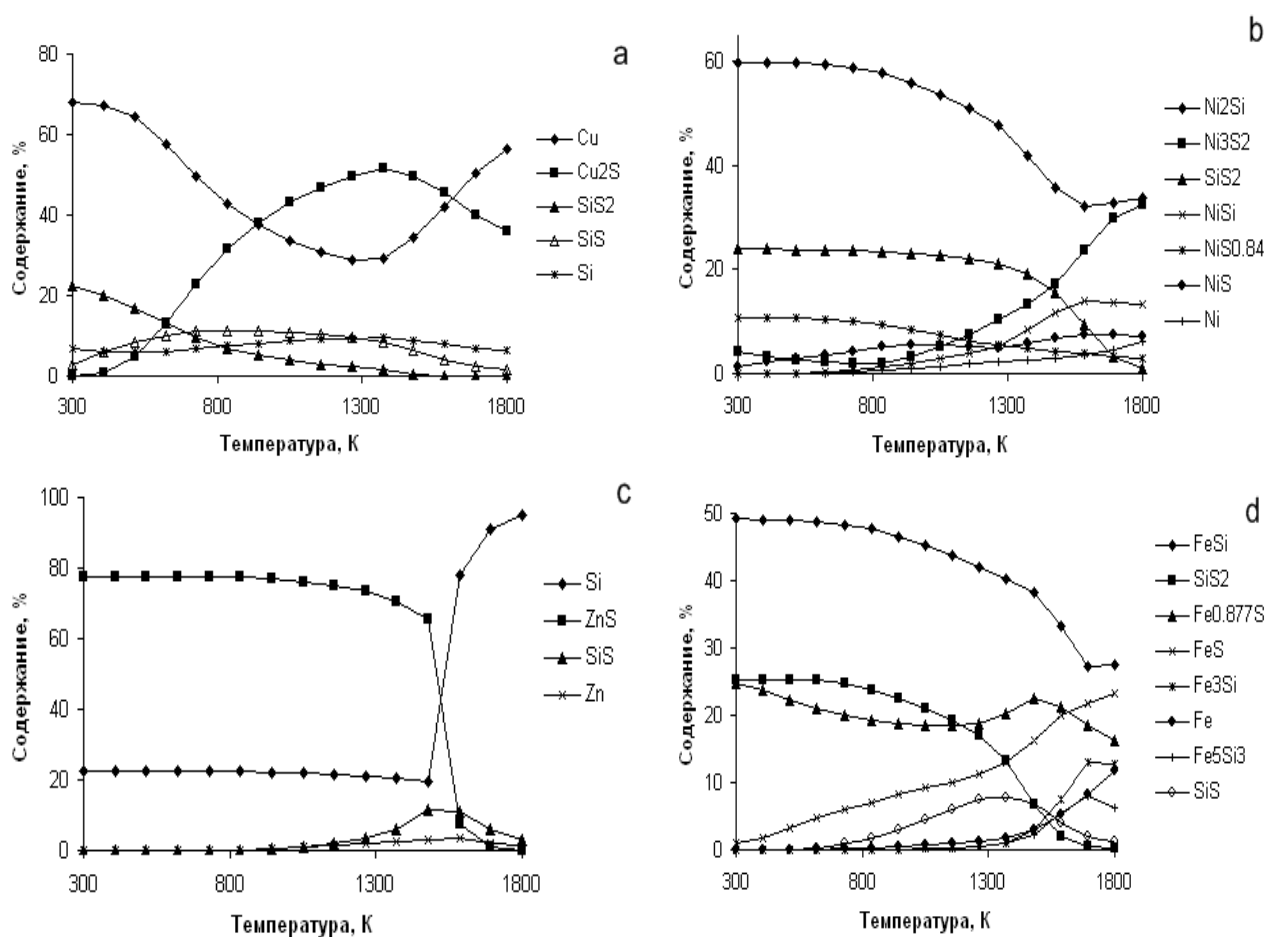 a
80
60
40
20
0
300
800
1300
1800
Содержание, %
Температура, К
Cu
Cu2S
SiS2
SiS
Si
b
60
40
20
0
300
800
1300
1800
Содержание, %
Температура, К
Ni2Si
Ni3S2
SiS2
NiSi
NiS0.84
NiS
Ni
c
100
80
60
40
20
0
300
800
1300
1800
Содержание, %
Температура, К
Si
ZnS
SiS
Zn
d
50
40
30
20
10
0
300
800
1300
1800
Содержание, %
Температура, К
FeSi
SiS2
Fe0.877S
FeS
Fe3Si
Fe
Fe5Si3
SiS